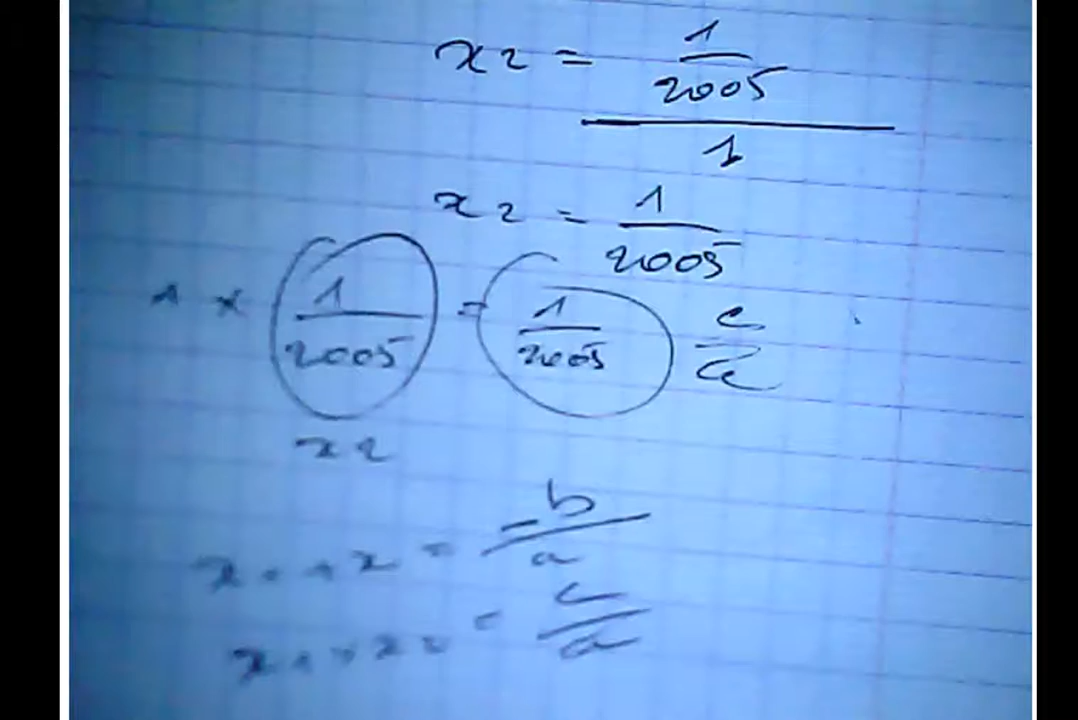 x2 = 1/2005 / 1
x2 = 1/2005
1 x 1/2005 = 1/2005 c/a
x2
x1 + x2 = -b/a
x1 x x2 = c/a